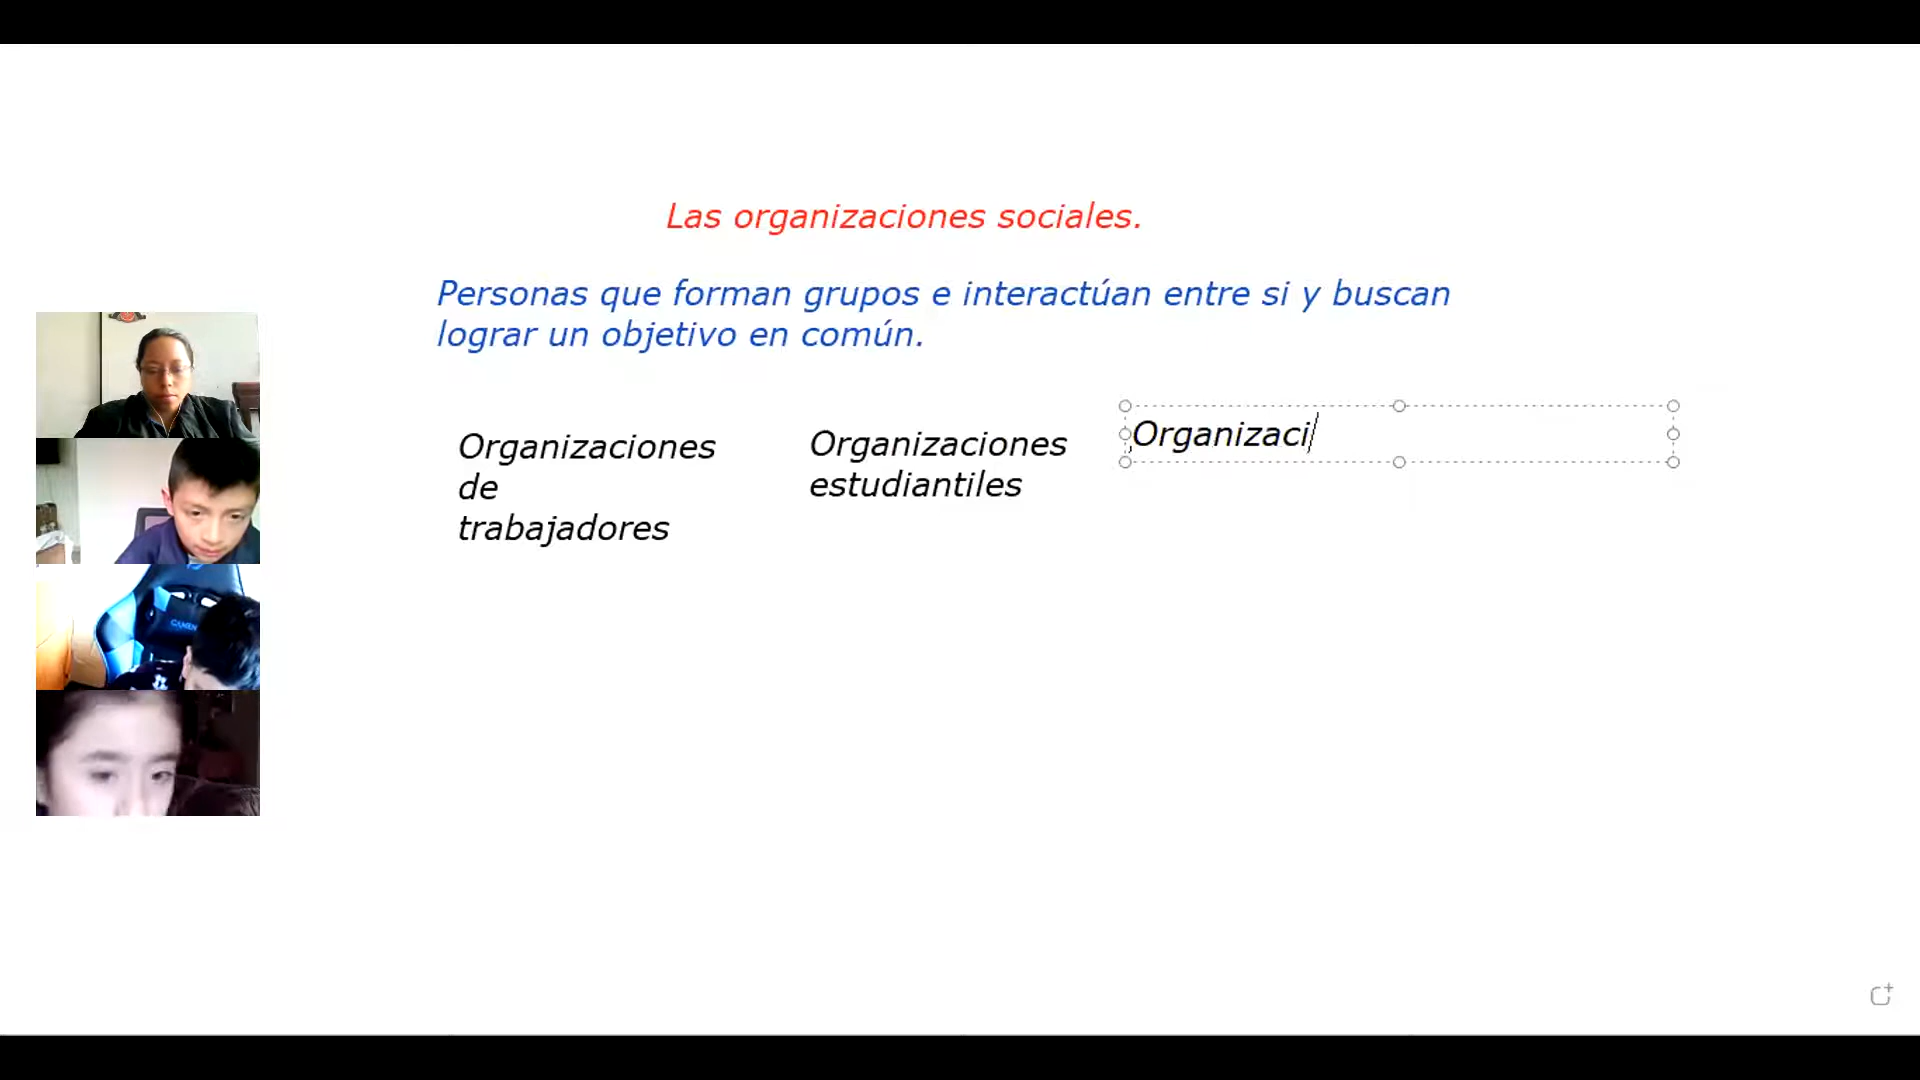 Las organizaciones sociales.
Personas que forman grupos e interactúan entre si y buscan
lograr un objetivo en común.
Organizaciones
de
trabajadores
Organizaciones
estudiantiles
Organizaci